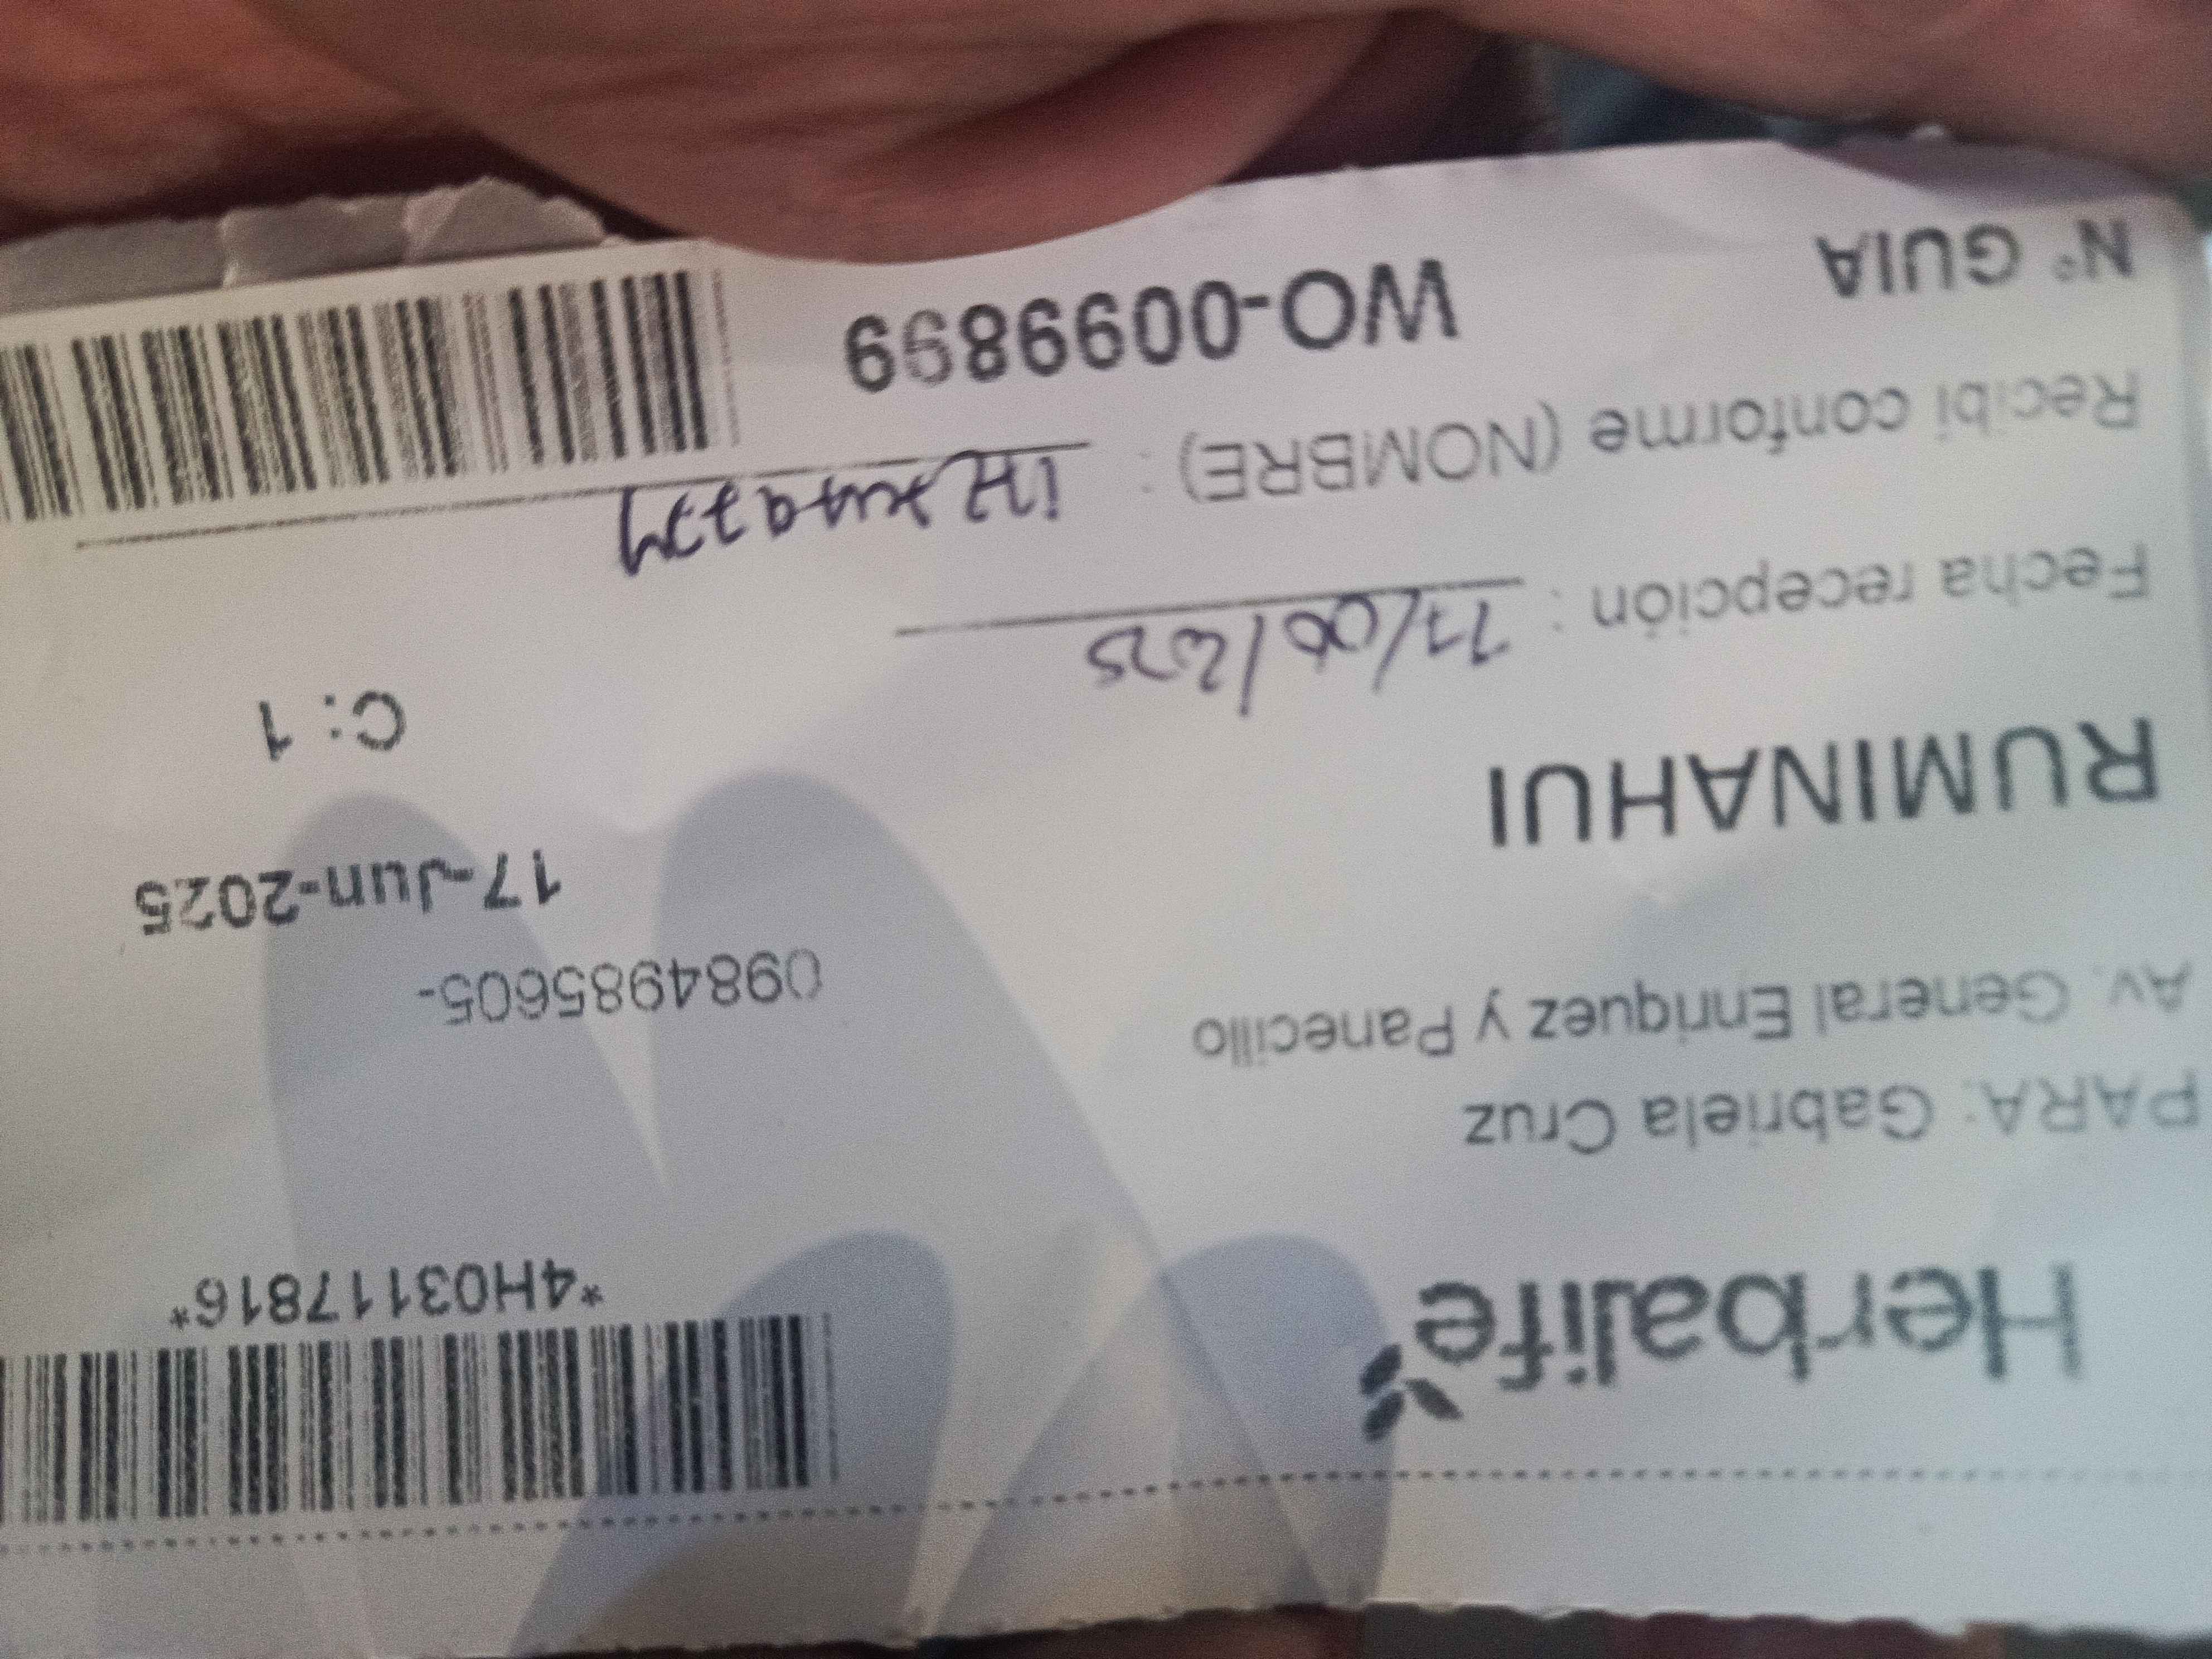 Herbalife
*4H03117816*
PARA: Gabriela Cruz
Av. General Enriquez y Panecillo
0984985605-
17-Jun-2025
RUMINAHUI
C: 1
Fecha recepción :
Recibi conforme (NOMBRE) :
N° GUIA
WO-0099899